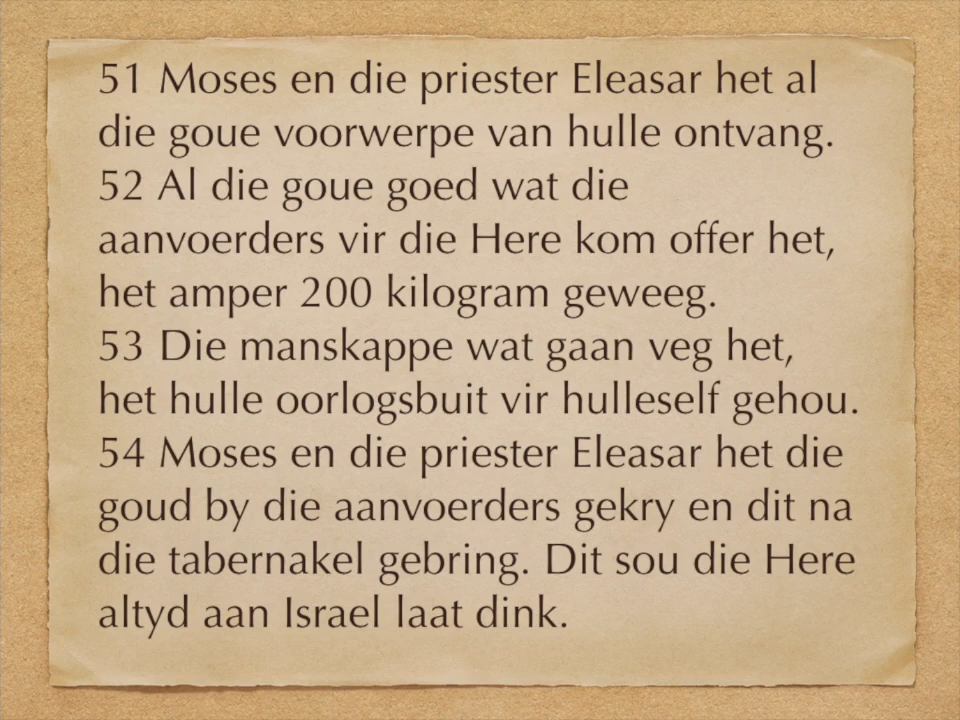 51 Moses en die priester Eleasar het al
die goue voorwerpe van hulle ontvang.
52 Al die goue goed wat die
aanvoerders vir die Here kom offer het,
het amper 200 kilogram geweeg.
53 Die manskappe wat gaan veg het,
het hulle oorlogsbuit vir hulleself gehou.
54 Moses en die priester Eleasar het die
goud by die aanvoerders gekry en dit na
die tabernakel gebring. Dit sou die Here
altyd aan Israel laat dink.